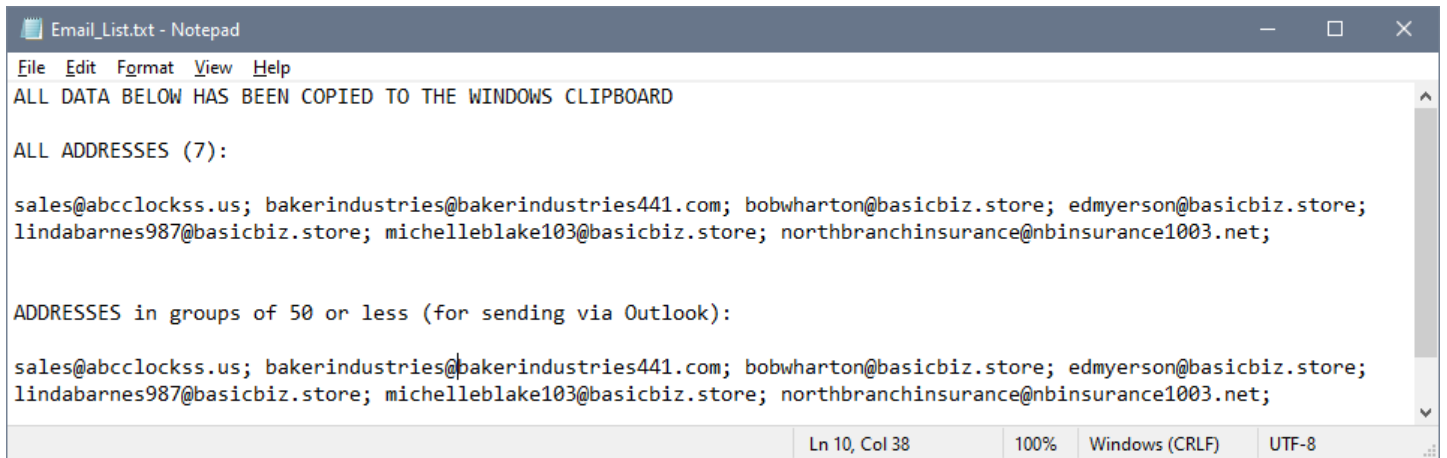 Email_List.txt - Notepad
File Edit Format View Help
ALL DATA BELOW HAS BEEN COPIED TO THE WINDOWS CLIPBOARD
ALL ADDRESSES (7):
sales@abcclockss.us; bakerindustries@bakerindustries441.com; bobwharton@basicbiz.store; edmyerson@basicbiz.store;
lindabarnes987@basicbiz.store; michelleblake103@basicbiz.store; northbranchinsurance@nbinsurance1003.net;
ADDRESSES in groups of 50 or less (for sending via Outlook):
sales@abcclockss.us; bakerindustries@bakerindustries441.com; bobwharton@basicbiz.store; edmyerson@basicbiz.store;
lindabarnes987@basicbiz.store; michelleblake103@basicbiz.store; northbranchinsurance@nbinsurance1003.net;
Ln 10, Col 38 100% Windows (CRLF) UTF-8